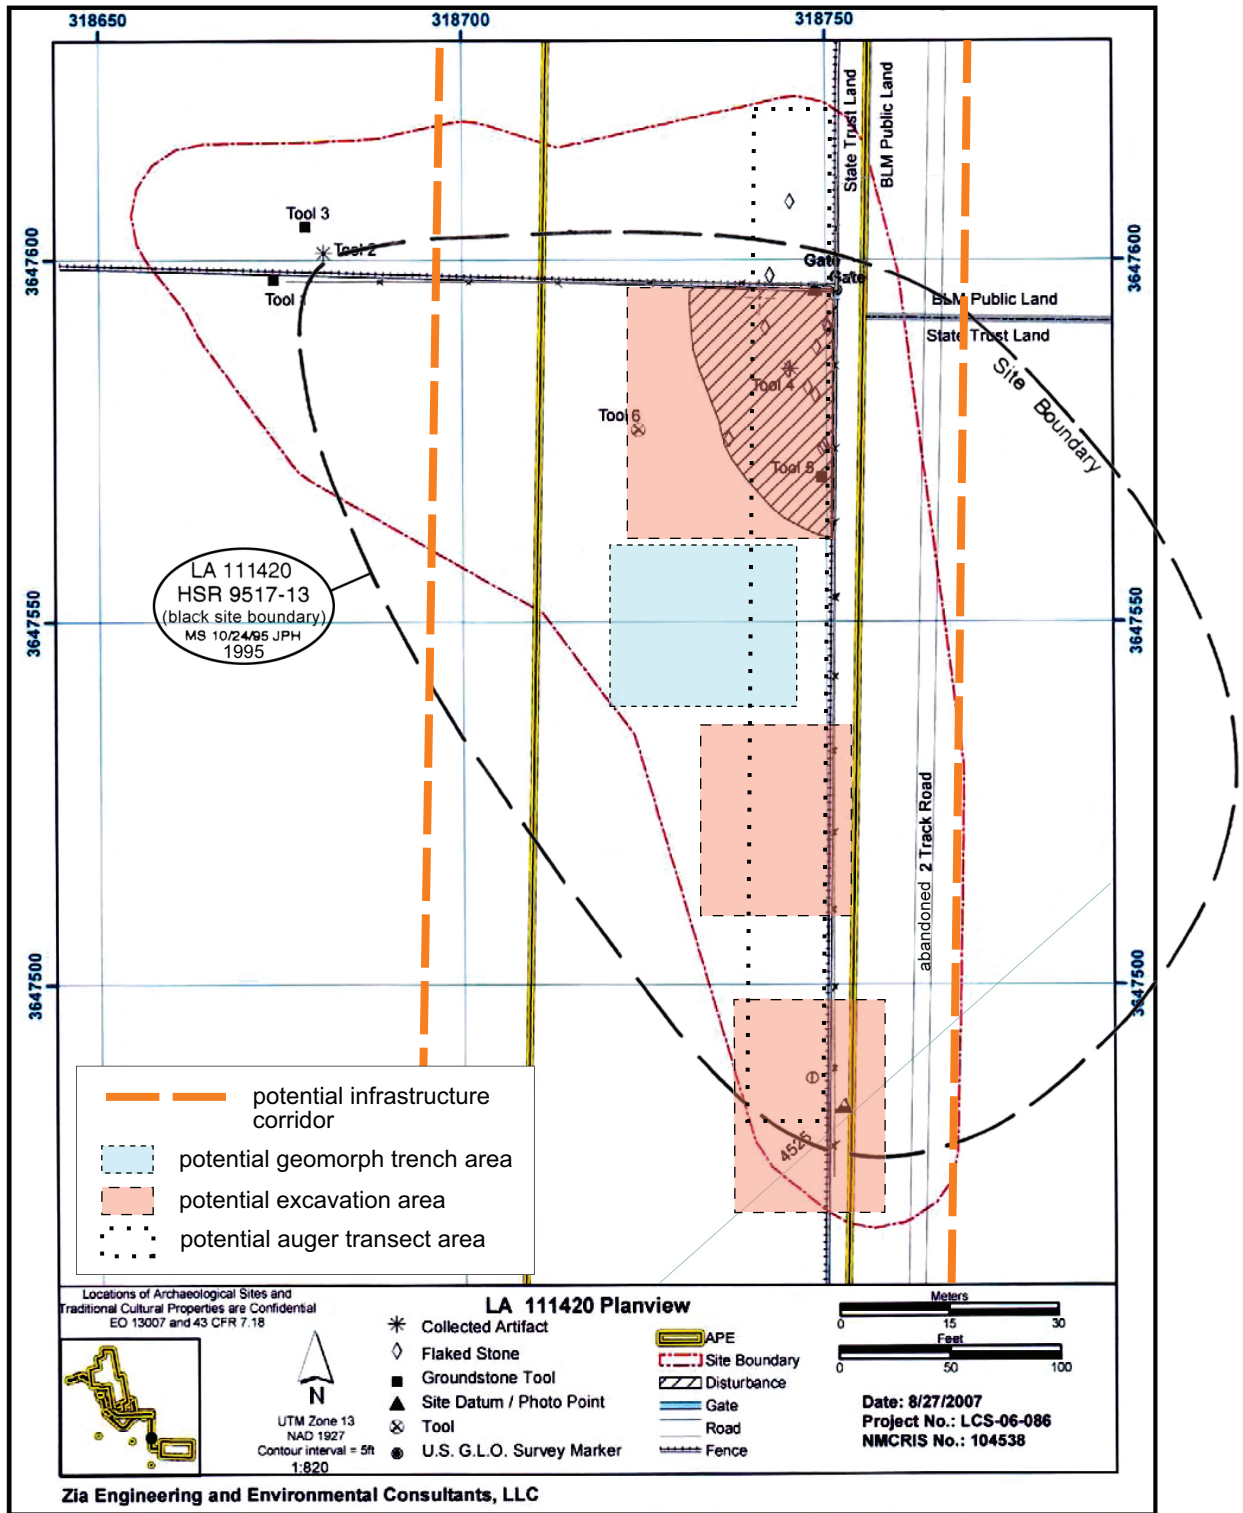 318650
318700
318750
State Trust Land
BLM Public Land
Tool 3
Tool 2
3647600
3647600
Gate
Gate
Tool
BLM Public Land
State Trust Land
Site Boundary
Tool 4
Tool 6
Tool 5
LA 111420
HSR 9517-13
(black site boundary)
MS 10/24/95 JPH
1995
3647550
3647550
abandoned 2 Track Road
3647500
3647500
4525
potential infrastructure
corridor
potential geomorph trench area
potential excavation area
potential auger transect area
Locations of Archaeological Sites and
Traditional Cultural Properties are Confidential
EO 13007 and 43 CFR 7.18
N
UTM Zone 13
NAD 1927
Contour interval = 5ft
1:820
LA 111420 Planview
Collected Artifact
Flaked Stone
Groundstone Tool
Site Datum / Photo Point
Tool
U.S. G.L.O. Survey Marker
APE
Site Boundary
Disturbance
Gate
Road
Fence
Meters
0 15 30
Feet
0 50 100
Date: 8/27/2007
Project No.: LCS-06-086
NMCRIS No.: 104538
Zia Engineering and Environmental Consultants, LLC